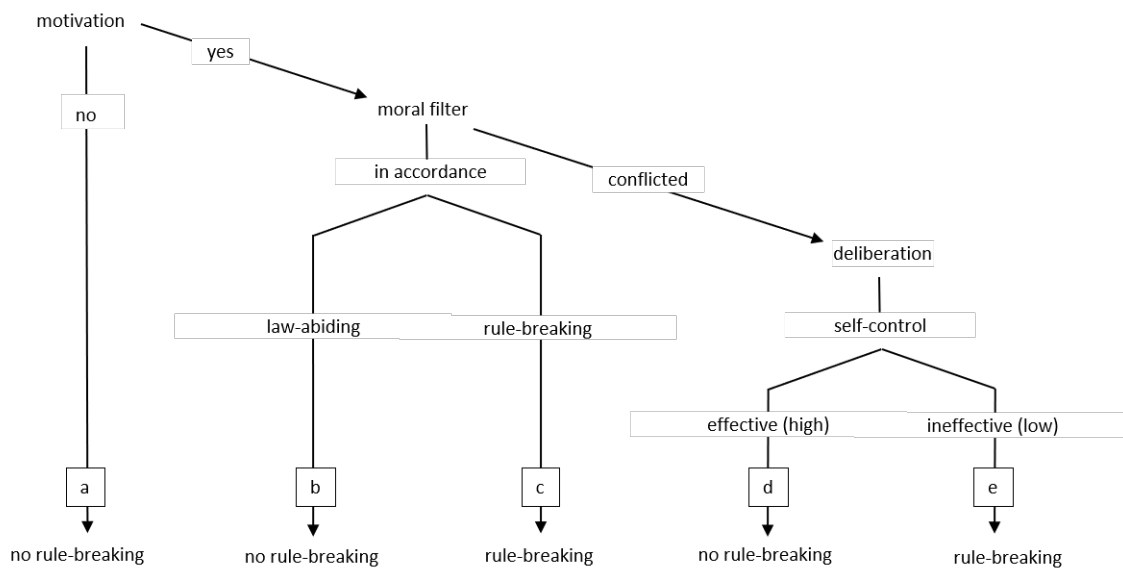 motivation
yes
no
moral filter
in accordance
conflicted
deliberation
law-abiding
rule-breaking
self-control
effective (high)
ineffective (low)
a
b
c
d
e
no rule-breaking
no rule-breaking
rule-breaking
no rule-breaking
rule-breaking